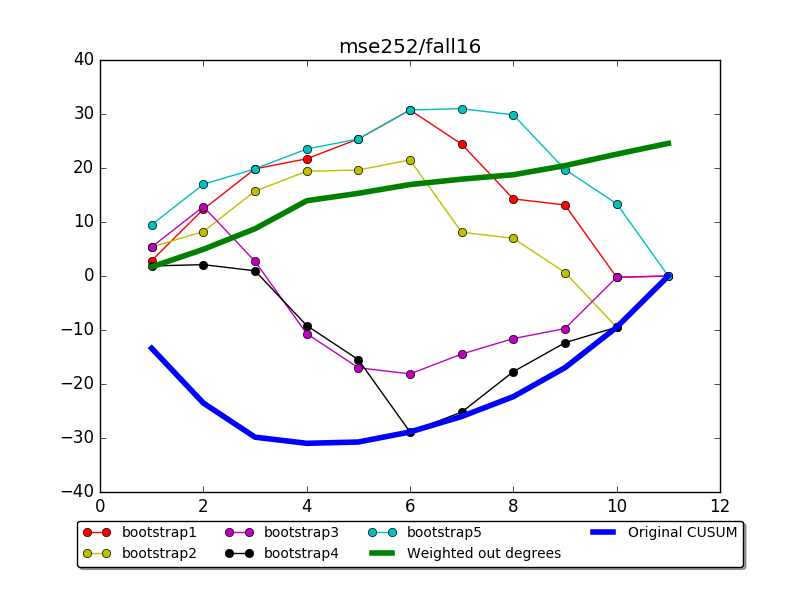 mse252/fall16
40
30
20
10
0
−10
−20
−30
−40
0 2 4 6 8 10 12
bootstrap1 bootstrap3 bootstrap5 Original CUSUM
bootstrap2 bootstrap4 Weighted out degrees